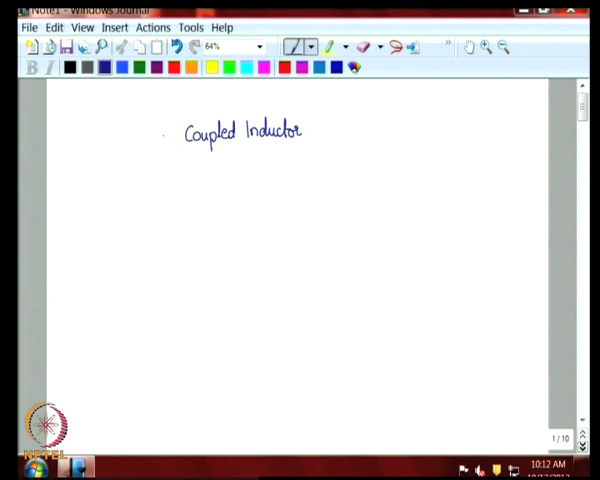 Note1 - Windows Journal
File Edit View Insert Actions Tools Help
64%
B I
Coupled Inductor
1 / 10
NPTEL
10:12 AM